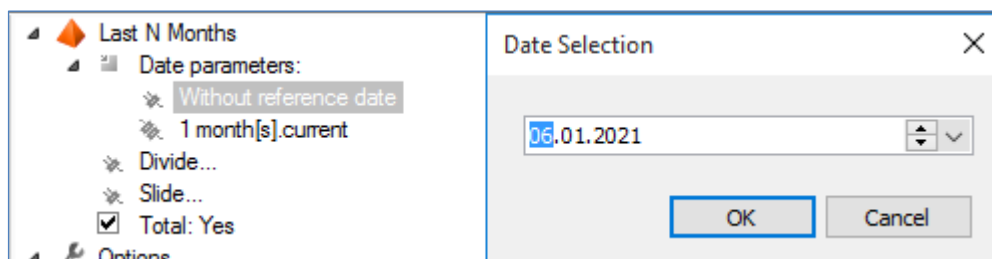 Last N Months
Date parameters:
Without reference date
1 month[s].current
Divide...
Slide...
Total: Yes
Options
Date Selection
06.01.2021
OK
Cancel